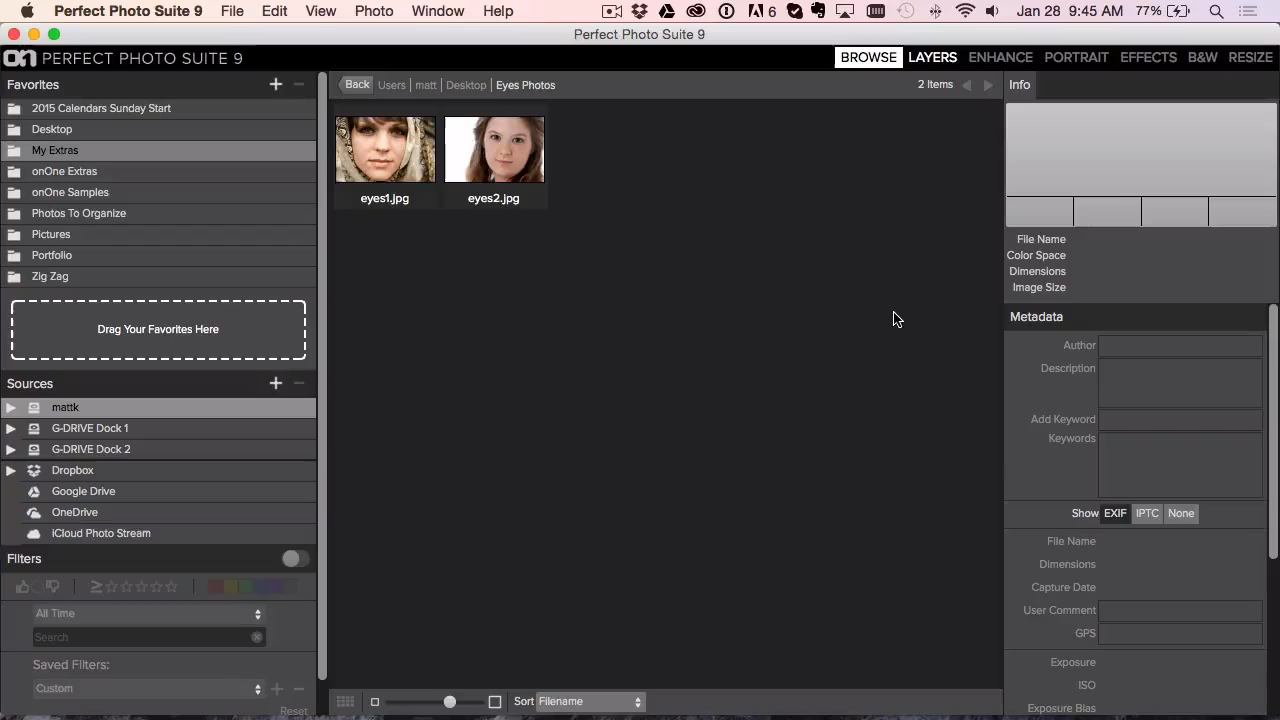 Perfect Photo Suite 9 File Edit View Photo Window Help 6 Jan 28 9:45 AM 77%
Perfect Photo Suite 9
on PERFECT PHOTO SUITE 9 BROWSE LAYERS ENHANCE PORTRAIT EFFECTS B&W RESIZE
Favorites
2015 Calendars Sunday Start
Desktop
My Extras
onOne Extras
onOne Samples
Photos To Organize
Pictures
Portfolio
Zig Zag
Drag Your Favorites Here
Sources
mattk
G-DRIVE Dock 1
G-DRIVE Dock 2
Dropbox
Google Drive
OneDrive
iCloud Photo Stream
Filters
All Time
Search
Saved Filters:
Custom
Reset
Back Users matt Desktop Eyes Photos 2 Items
eyes1.jpg eyes2.jpg
Sort Filename
Info
File Name
Color Space
Dimensions
Image Size
Metadata
Author
Description
Add Keyword
Keywords
Show EXIF IPTC None
File Name
Dimensions
Capture Date
User Comment
GPS
Exposure
ISO
Exposure Bias